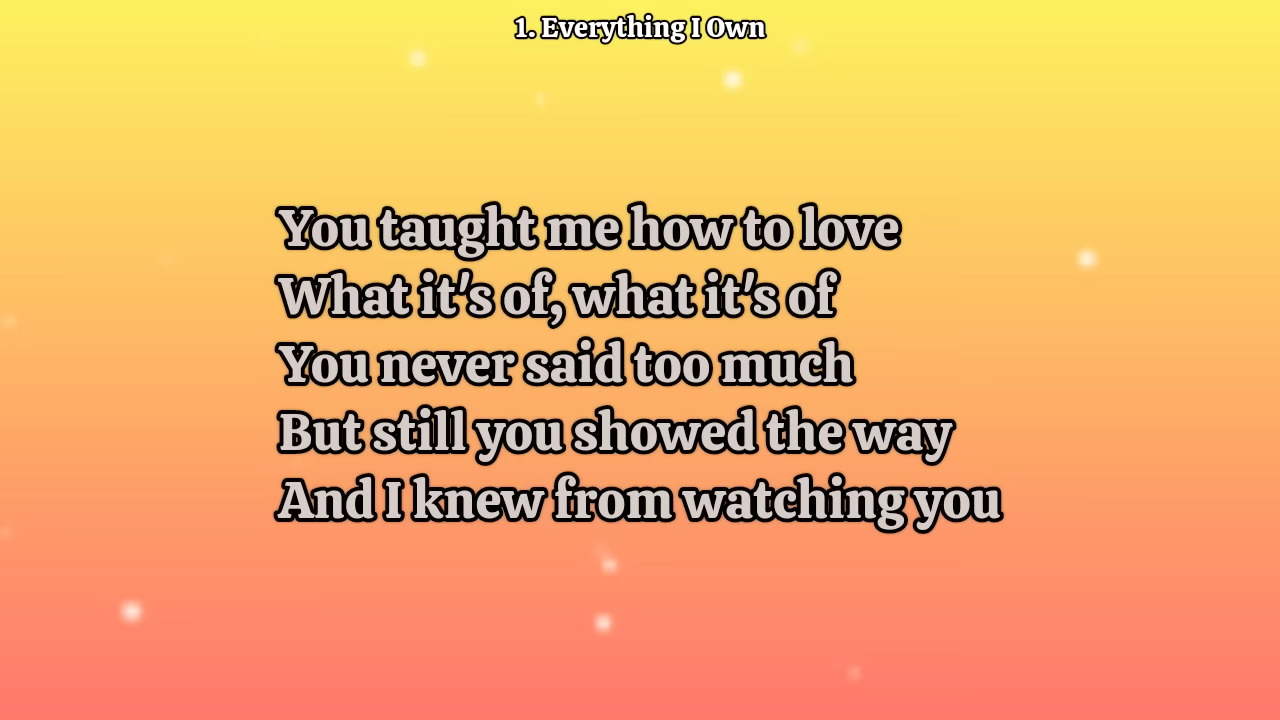 1. Everything I Own
You taught me how to love
What it's of, what it's of
You never said too much
But still you showed the way
And I knew from watching you